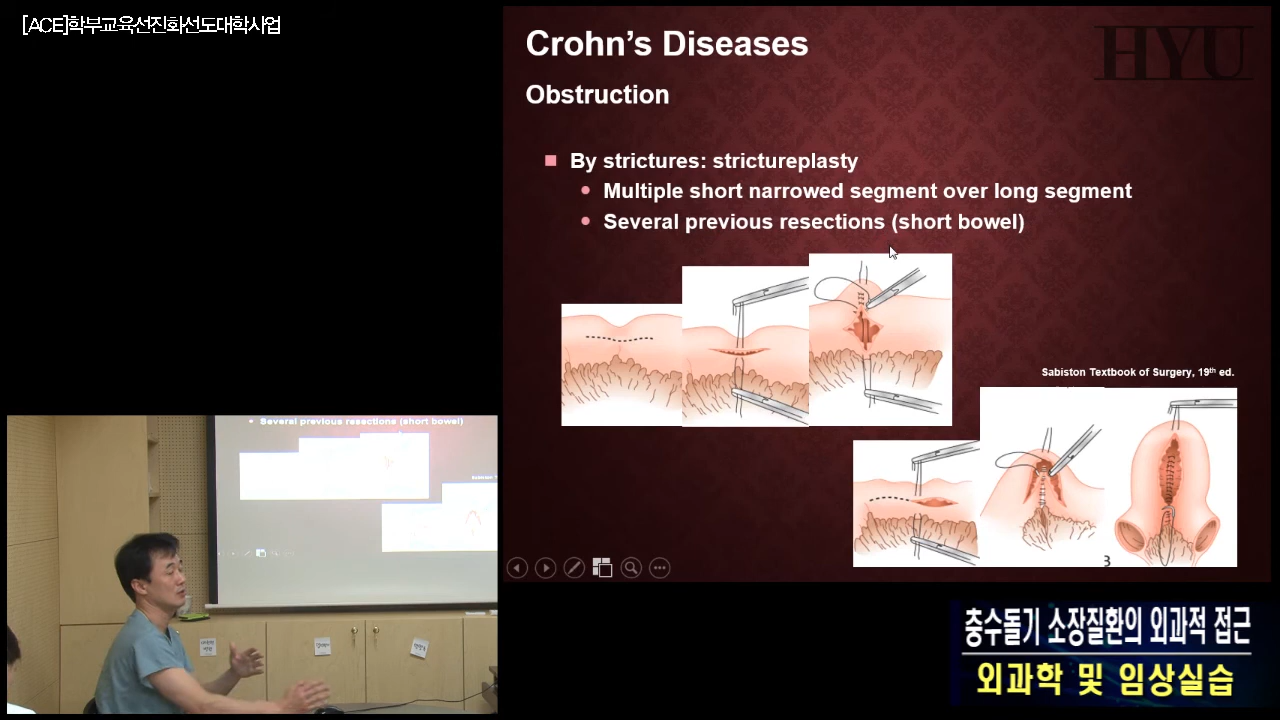 [ACE]학부교육선진화선도대학사업
Crohn's Diseases
HYU
Obstruction
By strictures: strictureplasty
Multiple short narrowed segment over long segment
Several previous resections (short bowel)
Sabiston Textbook of Surgery, 19th ed.
3
Several previous resections (short bowel)
충수돌기 소장질환의 외과적 접근
외과학 및 임상실습